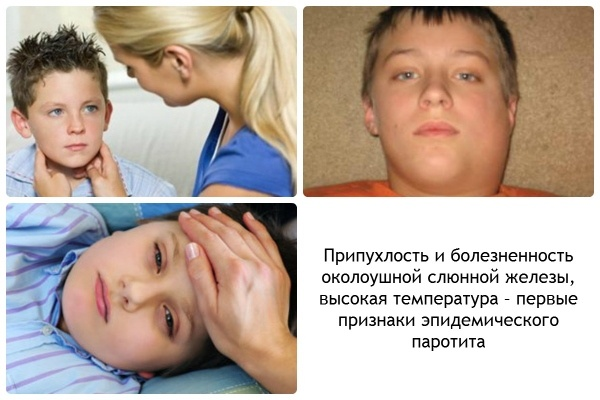 Припухлость и болезненность
околоушной слюнной железы,
высокая температура – первые
признаки эпидемического
паротита